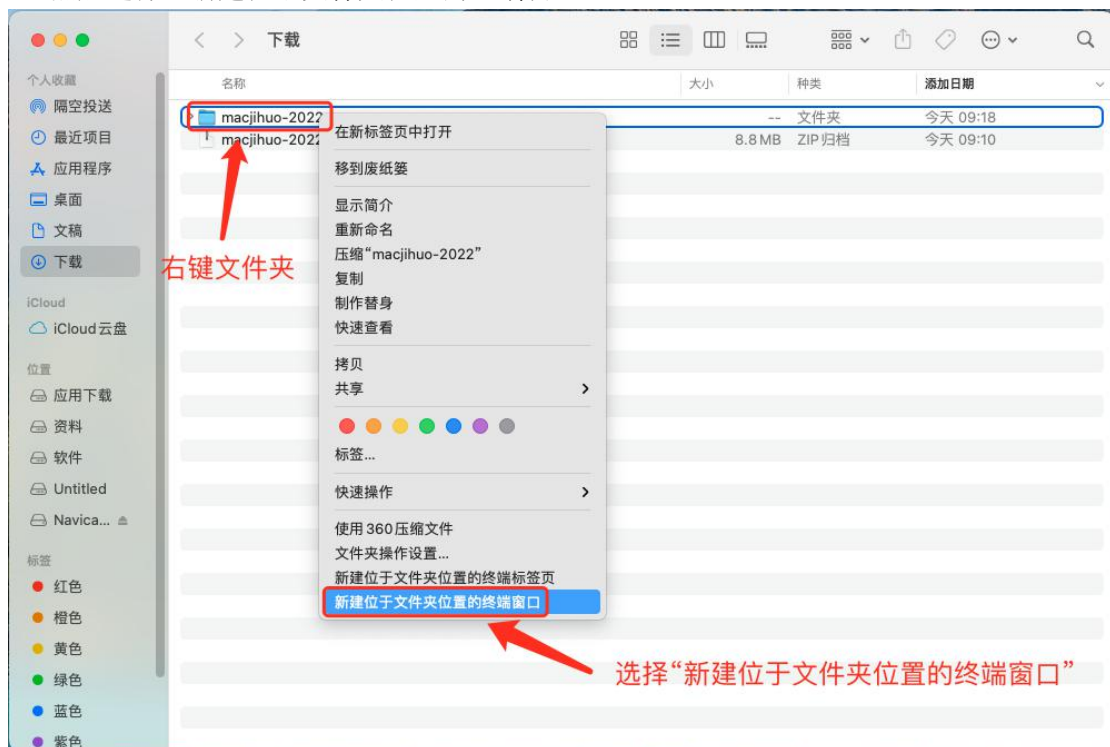 下载
个人收藏
隔空投送
最近项目
应用程序
桌面
文稿
下载
iCloud
iCloud云盘
位置
应用下载
资料
软件
Untitled
Navica...
标签
红色
橙色
黄色
绿色
蓝色
紫色
名称 大小 种类 添加日期
macjihuo-2022 -- 文件夹 今天 09:18
macjihuo-2022 8.8 MB ZIP归档 今天 09:10
右键文件夹
在新标签页中打开
移到废纸篓
显示简介
重新命名
压缩“macjihuo-2022”
复制
制作替身
快速查看
拷贝
共享
标签...
快速操作
使用360压缩文件
文件夹操作设置...
新建位于文件夹位置的终端标签页
新建位于文件夹位置的终端窗口
选择“新建位于文件夹位置的终端窗口”